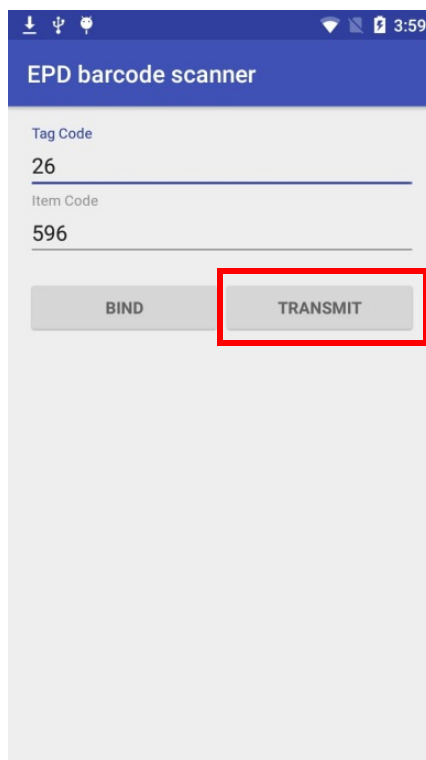 3:59
EPD barcode scanner
Tag Code
26
Item Code
596
BIND TRANSMIT